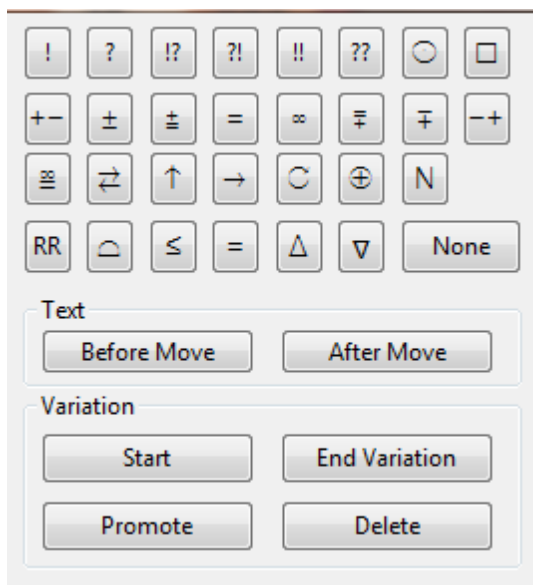 ! ? !? ?! !! ?? ⊙ □
+− ± ⩲ = ∞ ⩱ ∓ −+
⇄ ↑ → ↻ ⊕ N
RR ⌓ ≤ = Δ ∇ None
Text
Before Move After Move
Variation
Start End Variation
Promote Delete